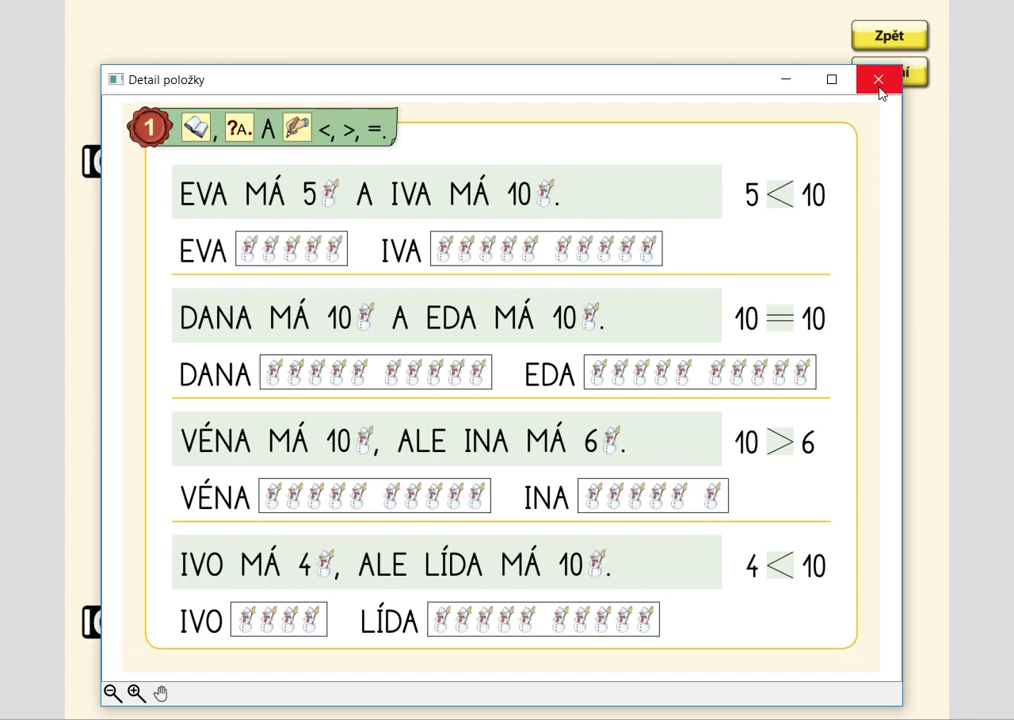 Zpět
Detail položky
1 , ?A. A <, >, =.
EVA MÁ 5 A IVA MÁ 10. 5 < 10
EVA IVA
DANA MÁ 10 A EDA MÁ 10. 10 = 10
DANA EDA
VÉNA MÁ 10, ALE INA MÁ 6. 10 > 6
VÉNA INA
IVO MÁ 4, ALE LÍDA MÁ 10. 4 < 10
IVO LÍDA